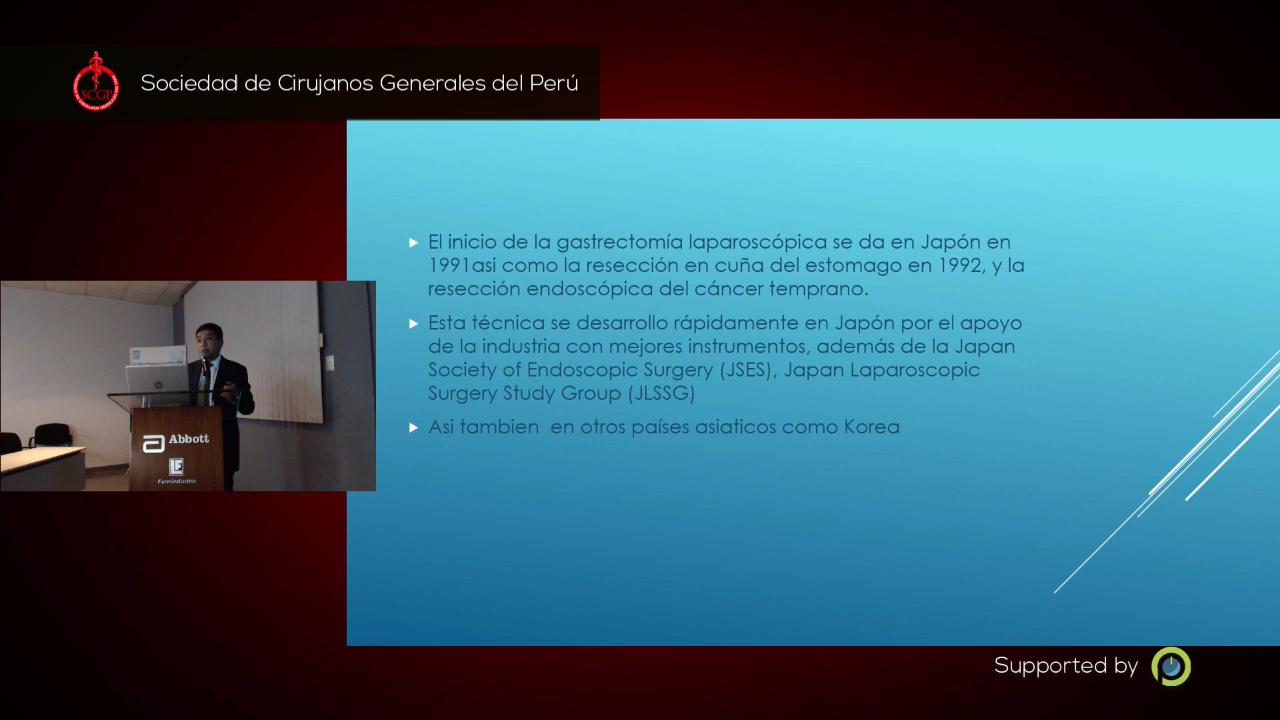 SCGP
Sociedad de Cirujanos Generales del Perú
El inicio de la gastrectomía laparoscópica se da en Japón en
1991asi como la resección en cuña del estomago en 1992, y la
resección endoscópica del cáncer temprano.
Esta técnica se desarrollo rápidamente en Japón por el apoyo
de la industria con mejores instrumentos, además de la Japan
Society of Endoscopic Surgery (JSES), Japan Laparoscopic
Surgery Study Group (JLSSG)
Asi tambien en otros países asiaticos como Korea
hp
Abbott
Farmindustria
Supported by